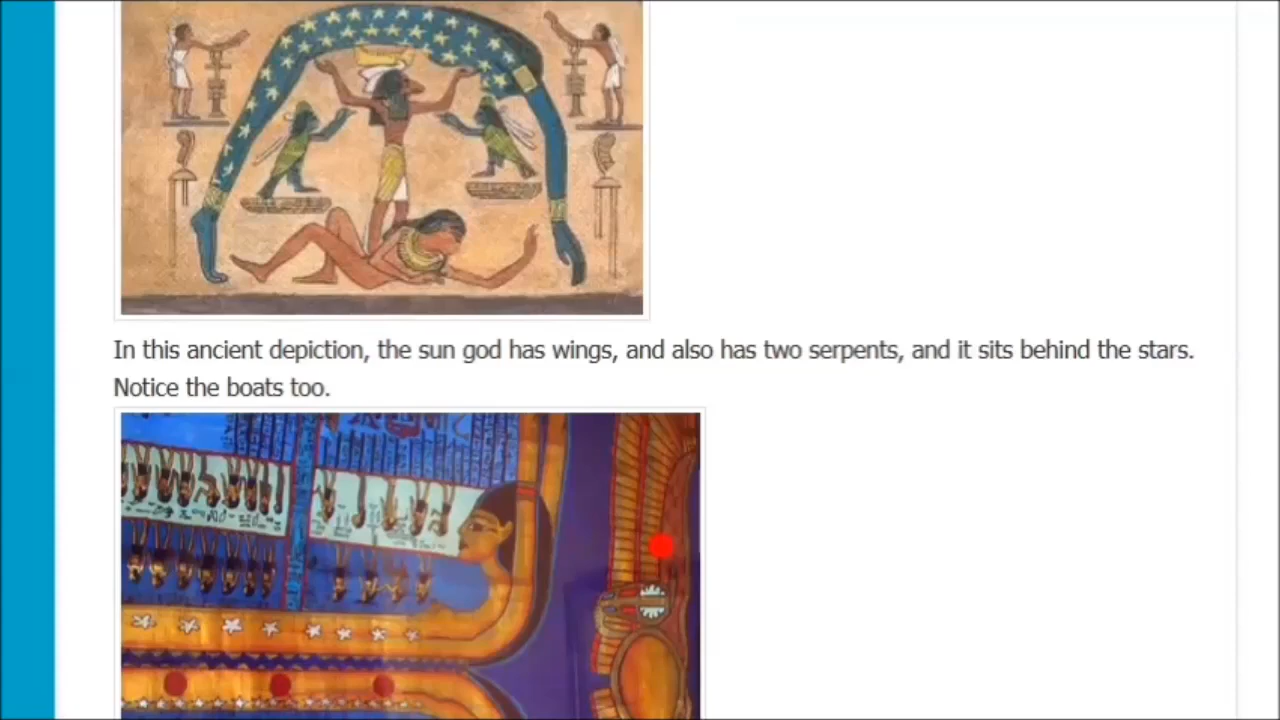 In this ancient depiction, the sun god has wings, and also has two serpents, and it sits behind the stars.
Notice the boats too.